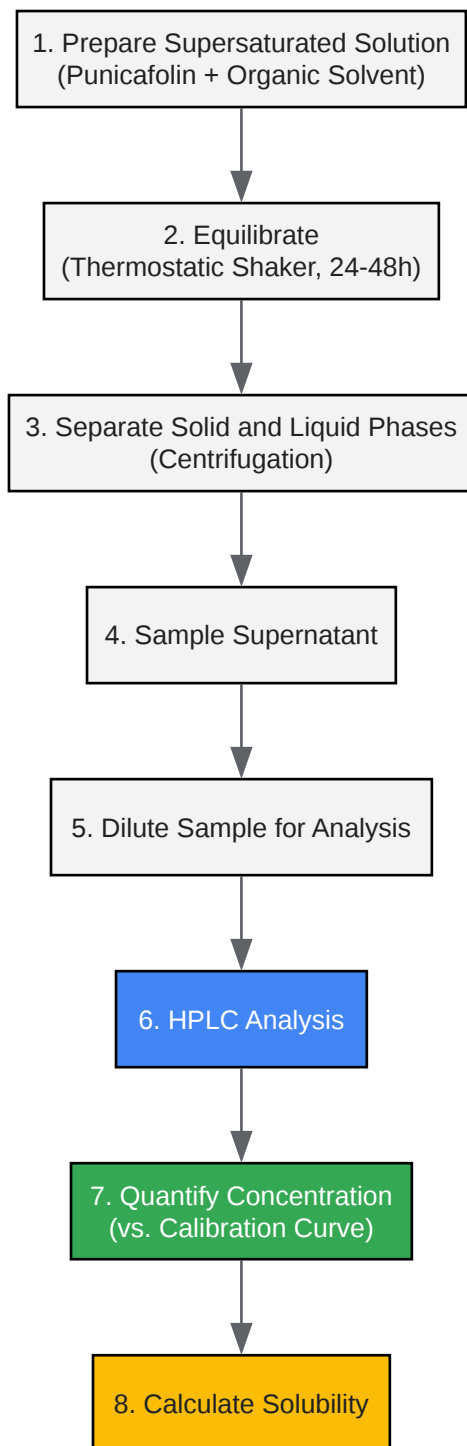 1. Prepare Supersaturated Solution
(Punicafolin + Organic Solvent)
2. Equilibrate
(Thermostatic Shaker, 24-48h)
3. Separate Solid and Liquid Phases
(Centrifugation)
4. Sample Supernatant
5. Dilute Sample for Analysis
6. HPLC Analysis
7. Quantify Concentration
(vs. Calibration Curve)
8. Calculate Solubility